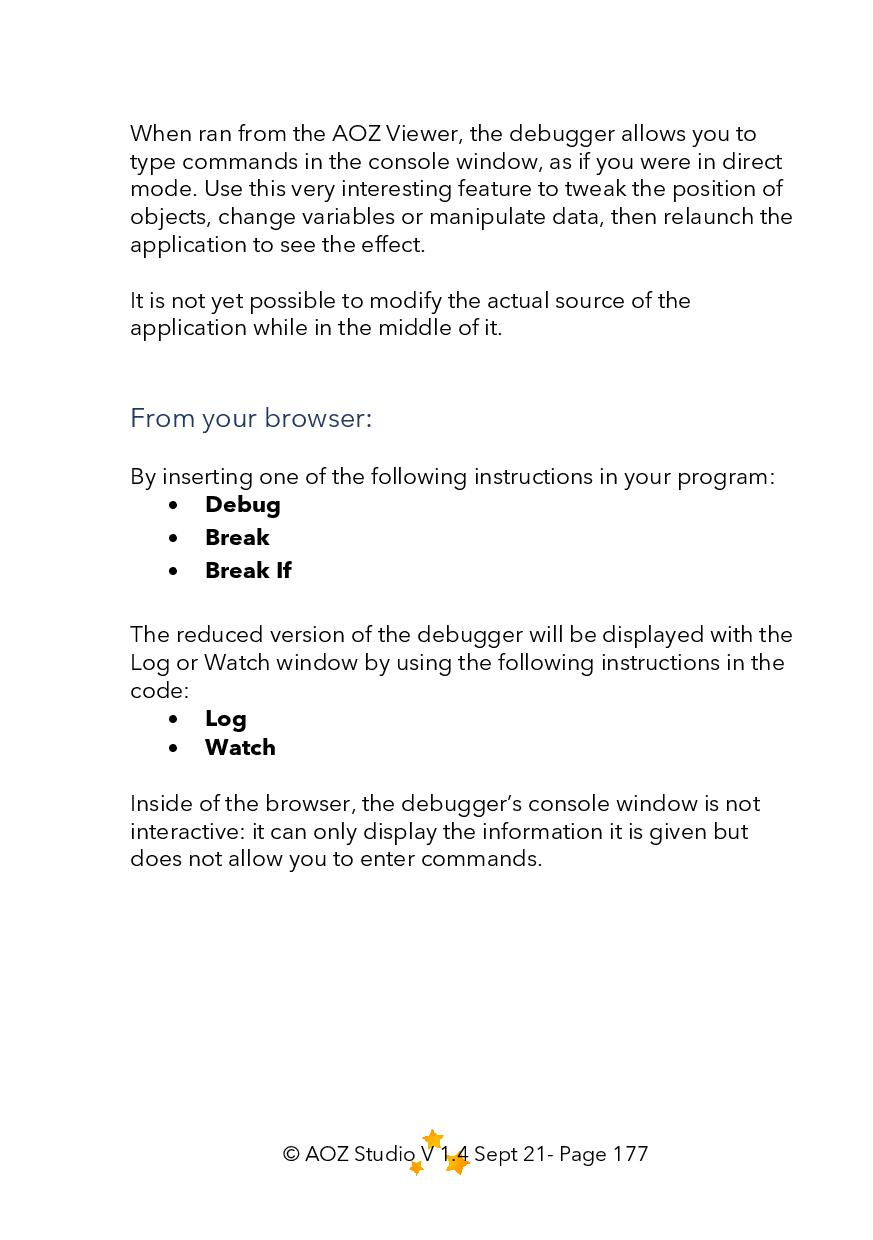 When ran from the AOZ Viewer, the debugger allows you to
type commands in the console window, as if you were in direct
mode. Use this very interesting feature to tweak the position of
objects, change variables or manipulate data, then relaunch the
application to see the effect.
It is not yet possible to modify the actual source of the
application while in the middle of it.
From your browser:
By inserting one of the following instructions in your program:
• Debug
• Break
• Break If
The reduced version of the debugger will be displayed with the
Log or Watch window by using the following instructions in the
code:
• Log
• Watch
Inside of the browser, the debugger’s console window is not
interactive: it can only display the information it is given but
does not allow you to enter commands.
© AOZ Studio V 1.4 Sept 21- Page 177